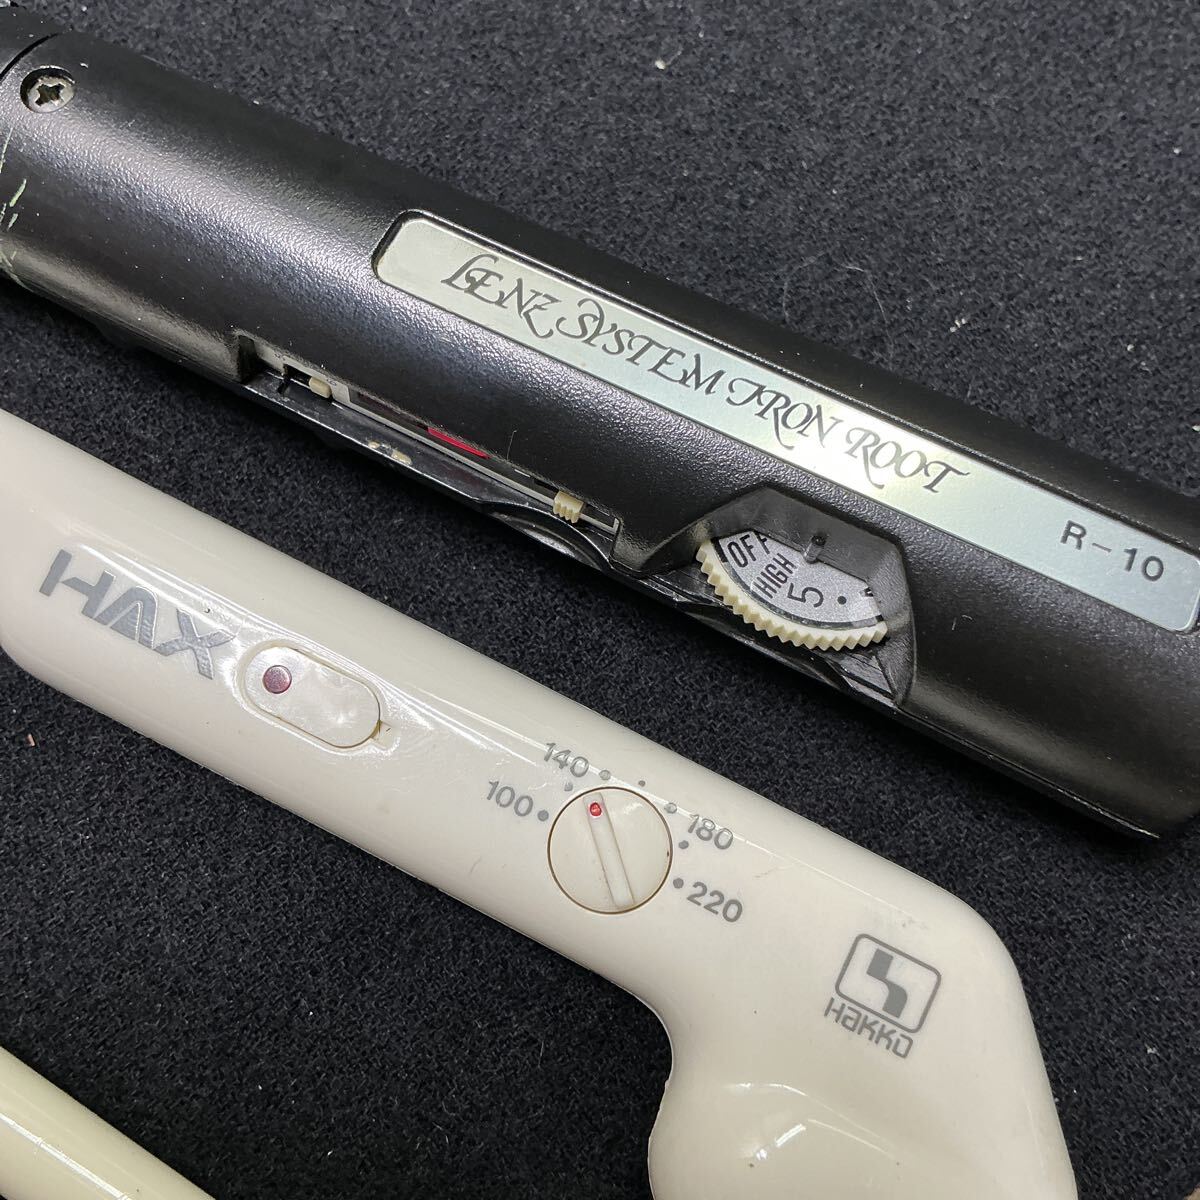 LENZ SYSTEM IRON ROOT
R-10
OFF
HIGH
5
HAX
100
140
180
220
HAKKO